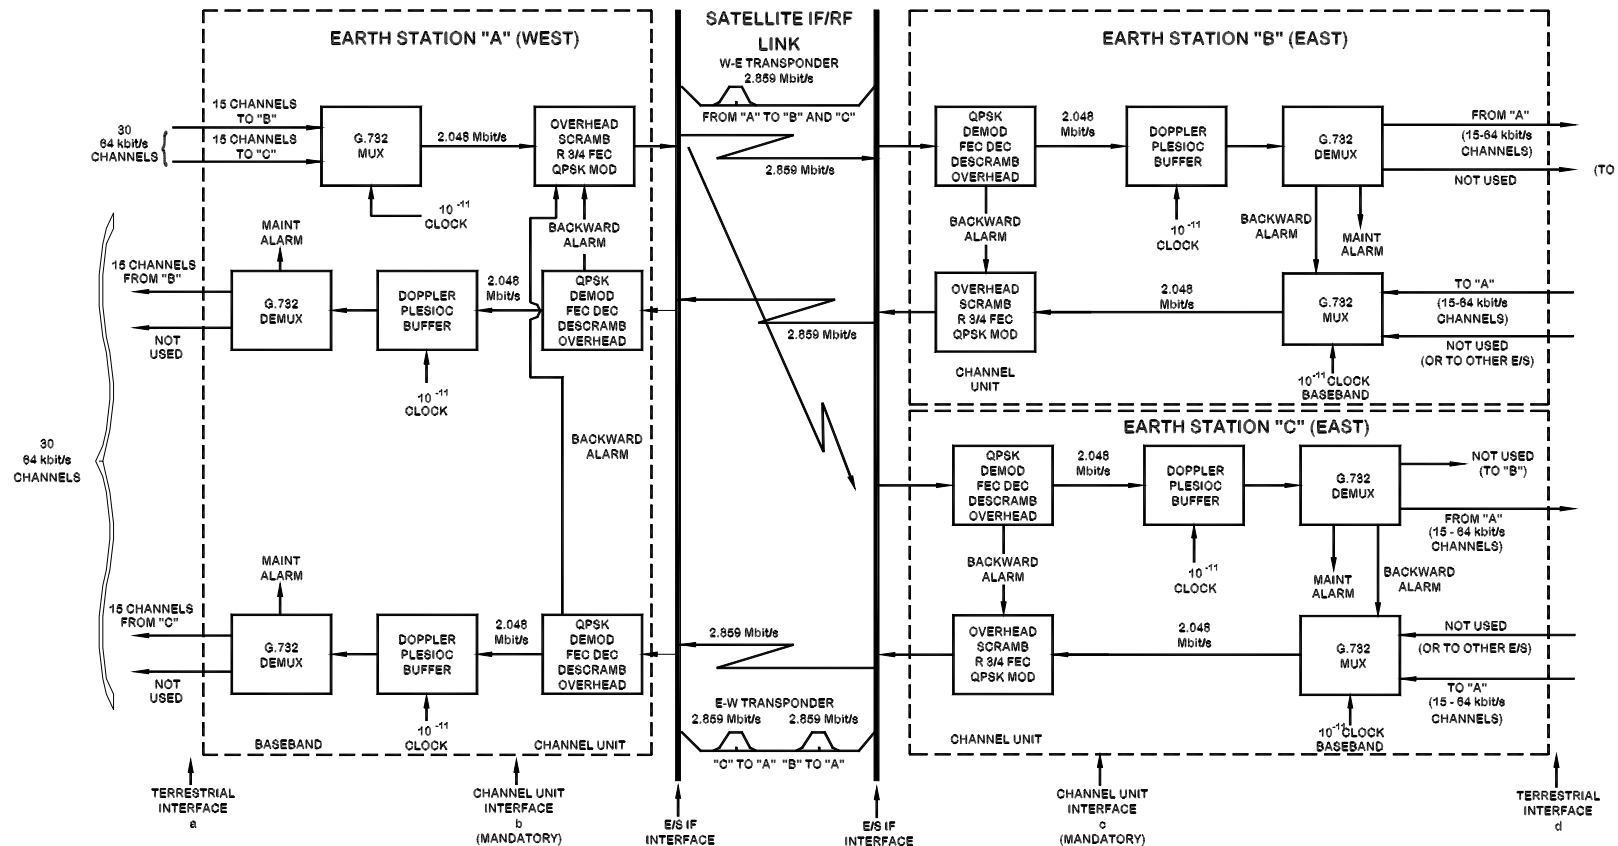 EARTH STATION "A" (WEST)
15 CHANNELS
TO "B"
15 CHANNELS
TO "C"
30
64 kbit/s
CHANNELS
G.732
MUX
2.048 Mbit/s
OVERHEAD
SCRAMB
R 3/4 FEC
QPSK MOD
10 -11
CLOCK
BACKWARD
ALARM
MAINT
ALARM
15 CHANNELS
FROM "B"
NOT
USED
G.732
DEMUX
DOPPLER
PLESIOC
BUFFER
2.048
Mbit/s
QPSK
DEMOD
FEC DEC
DESCRAMB
OVERHEAD
10 -11
CLOCK
BACKWARD
ALARM
30
64 kbit/s
CHANNELS
MAINT
ALARM
15 CHANNELS
FROM "C"
NOT
USED
G.732
DEMUX
DOPPLER
PLESIOC
BUFFER
2.048
Mbit/s
QPSK
DEMOD
FEC DEC
DESCRAMB
OVERHEAD
10 -11
CLOCK
BASEBAND
CHANNEL UNIT
TERRESTRIAL
INTERFACE
a
CHANNEL UNIT
INTERFACE
b
(MANDATORY)
SATELLITE IF/RF
LINK
W-E TRANSPONDER
2.859 Mbit/s
FROM "A" TO "B" AND "C"
2.859 Mbit/s
2.859 Mbit/s
2.859 Mbit/s
E-W TRANSPONDER
2.859 Mbit/s
2.859 Mbit/s
"C" TO "A"
"B" TO "A"
E/S IF
INTERFACE
E/S IF
INTERFACE
EARTH STATION "B" (EAST)
QPSK
DEMOD
FEC DEC
DESCRAMB
OVERHEAD
2.048
Mbit/s
DOPPLER
PLESIOC
BUFFER
G.732
DEMUX
FROM "A"
(15-64 kbit/s
CHANNELS)
NOT USED
(TO
BACKWARD
ALARM
10 -11
CLOCK
BACKWARD
ALARM
MAINT
ALARM
OVERHEAD
SCRAMB
R 3/4 FEC
QPSK MOD
2.048
Mbit/s
G.732
MUX
TO "A"
(15-64 kbit/s
CHANNELS)
NOT USED
(OR TO OTHER E/S)
CHANNEL
UNIT
10 -11 CLOCK
BASEBAND
EARTH STATION "C" (EAST)
QPSK
DEMOD
FEC DEC
DESCRAMB
OVERHEAD
2.048
Mbit/s
DOPPLER
PLESIOC
BUFFER
G.732
DEMUX
NOT USED
(TO "B")
FROM "A"
(15 - 64 kbit/s
CHANNELS)
BACKWARD
ALARM
10 -11
CLOCK
MAINT
ALARM
BACKWARD
ALARM
OVERHEAD
SCRAMB
R 3/4 FEC
QPSK MOD
2.048
Mbit/s
G.732
MUX
NOT USED
(OR TO OTHER E/S)
TO "A"
(15 - 64 kbit/s
CHANNELS)
CHANNEL UNIT
10 -11 CLOCK
BASEBAND
CHANNEL UNIT
INTERFACE
c
(MANDATORY)
TERRESTRIAL
INTERFACE
d